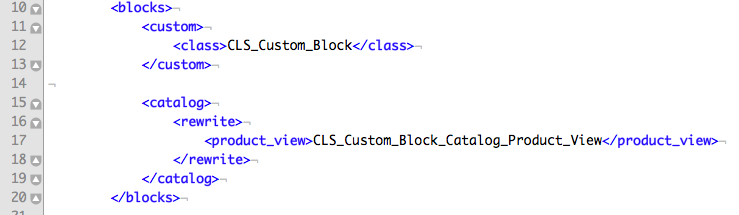 10 <blocks>¬
11 <custom>¬
12 <class>CLS_Custom_Block</class>¬
13 </custom>¬
14 ¬
15 <catalog>¬
16 <rewrite>¬
17 <product_view>CLS_Custom_Block_Catalog_Product_View</product_view>¬
18 </rewrite>¬
19 </catalog>¬
20 </blocks>¬